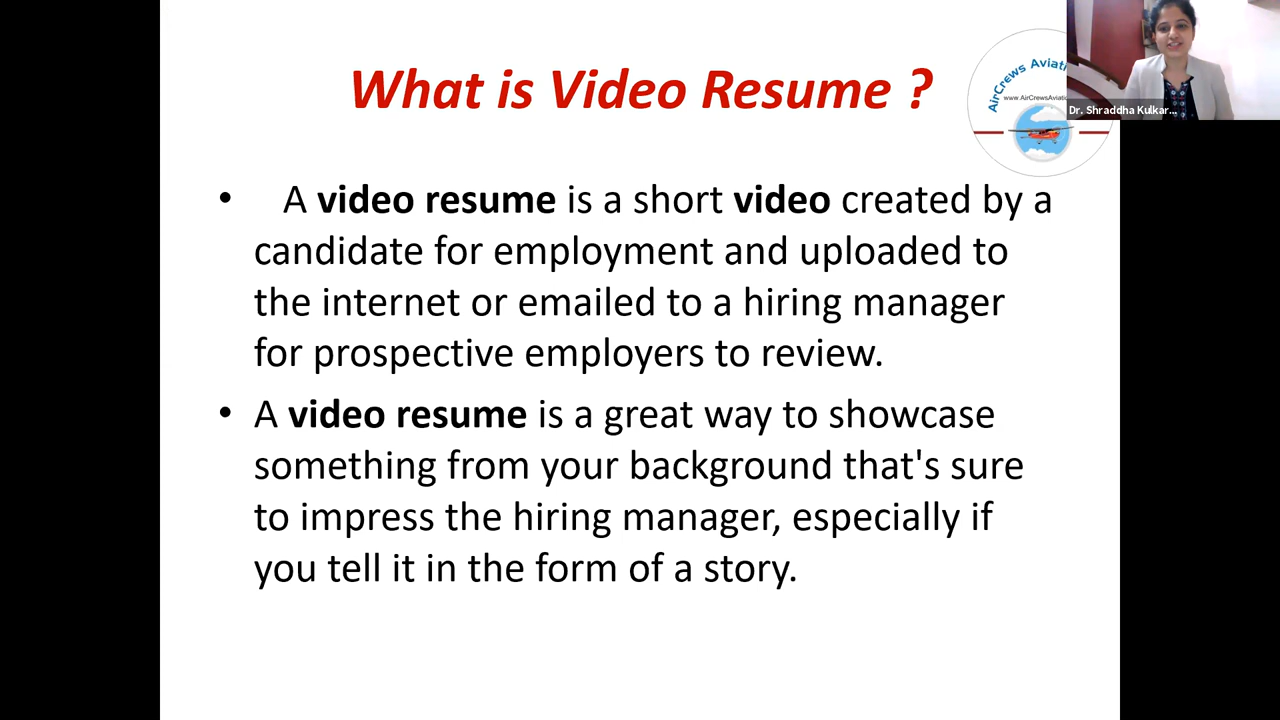 What is Video Resume ?
AirCrews Aviati
www.AirCrewsAviati
Dr. Shraddha Kulkar...
• A video resume is a short video created by a
candidate for employment and uploaded to
the internet or emailed to a hiring manager
for prospective employers to review.
• A video resume is a great way to showcase
something from your background that's sure
to impress the hiring manager, especially if
you tell it in the form of a story.